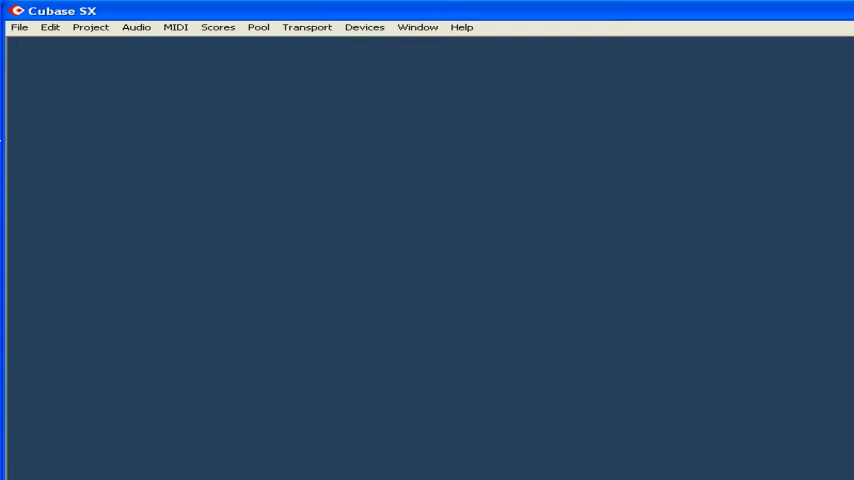 Cubase SX
File Edit Project Audio MIDI Scores Pool Transport Devices Window Help